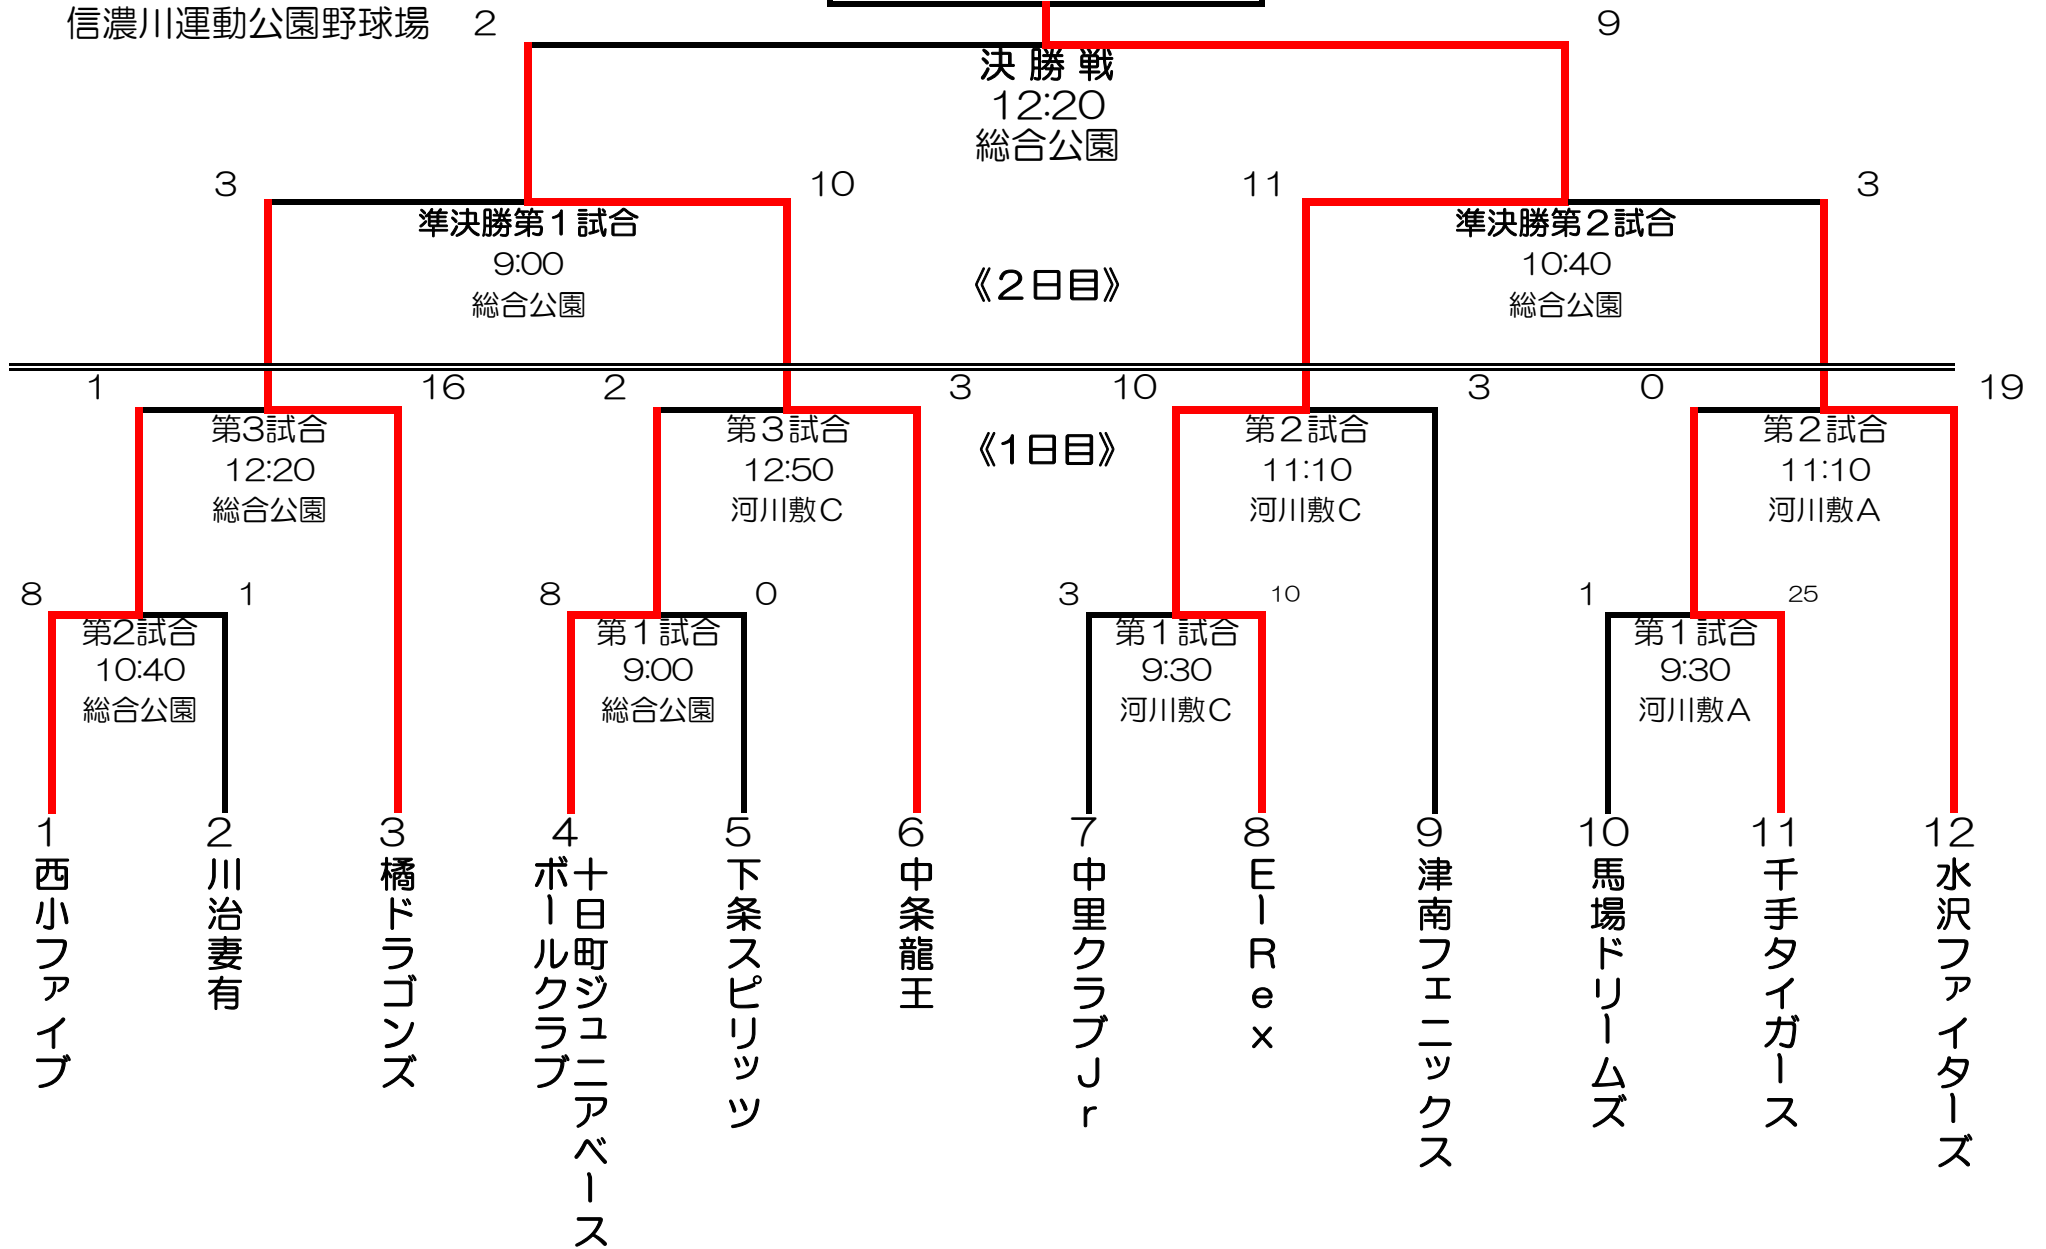 信濃川運動公園野球場
2
9
決勝戦
12:20
総合公園
3
10
11
3
準決勝第1試合
9:00
総合公園
準決勝第2試合
10:40
総合公園
《2日目》
1
16
2
3
10
3
0
19
第3試合
12:20
総合公園
第3試合
12:50
河川敷C
《1日目》
第2試合
11:10
河川敷C
第2試合
11:10
河川敷A
8
1
8
0
3
10
1
25
第2試合
10:40
総合公園
第1試合
9:00
総合公園
第1試合
9:30
河川敷C
第1試合
9:30
河川敷A
1
西小ファイブ
2
川治妻有
3
橘ドラゴンズ
4
十日町ジュニアベース
ボールクラブ
5
下条スピリッツ
6
中条龍王
7
中里クラブJr
8
E-Rex
9
津南フェニックス
10
馬場ドリームズ
11
千手タイガース
12
水沢ファイターズ